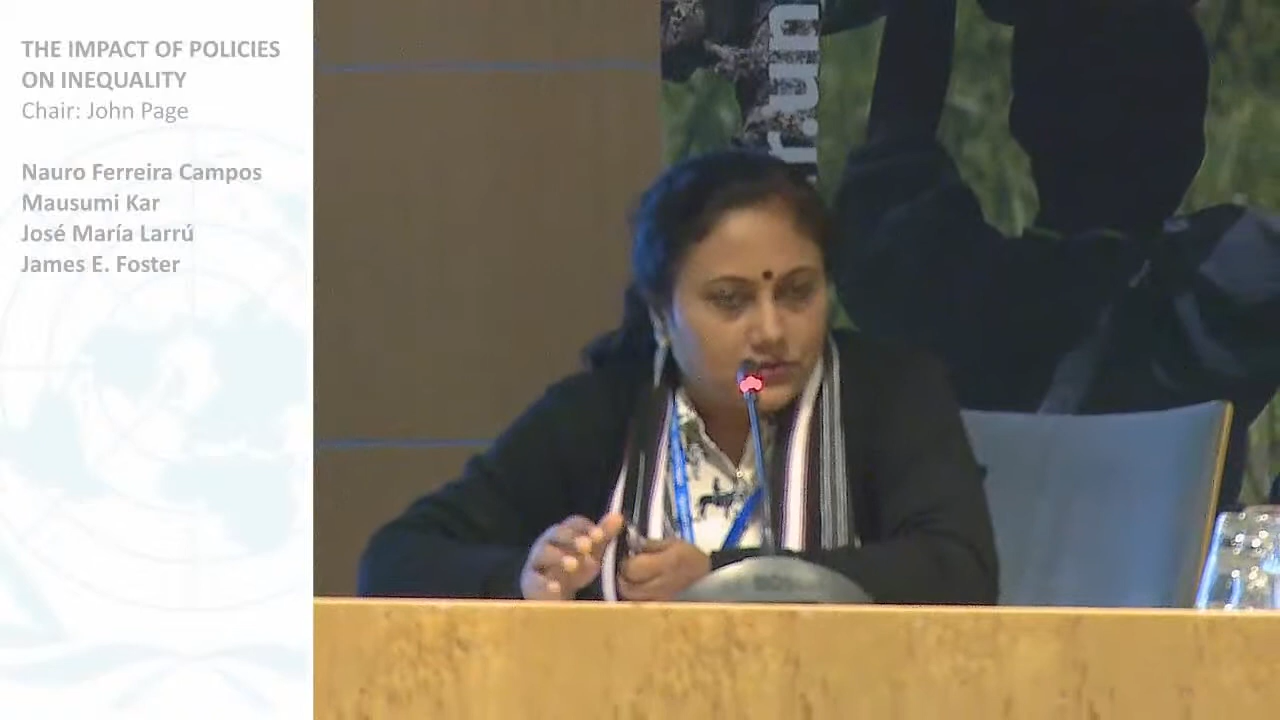 THE IMPACT OF POLICIES
ON INEQUALITY
Chair: John Page
Nauro Ferreira Campos
Mausumi Kar
José María Larrú
James E. Foster
r.un